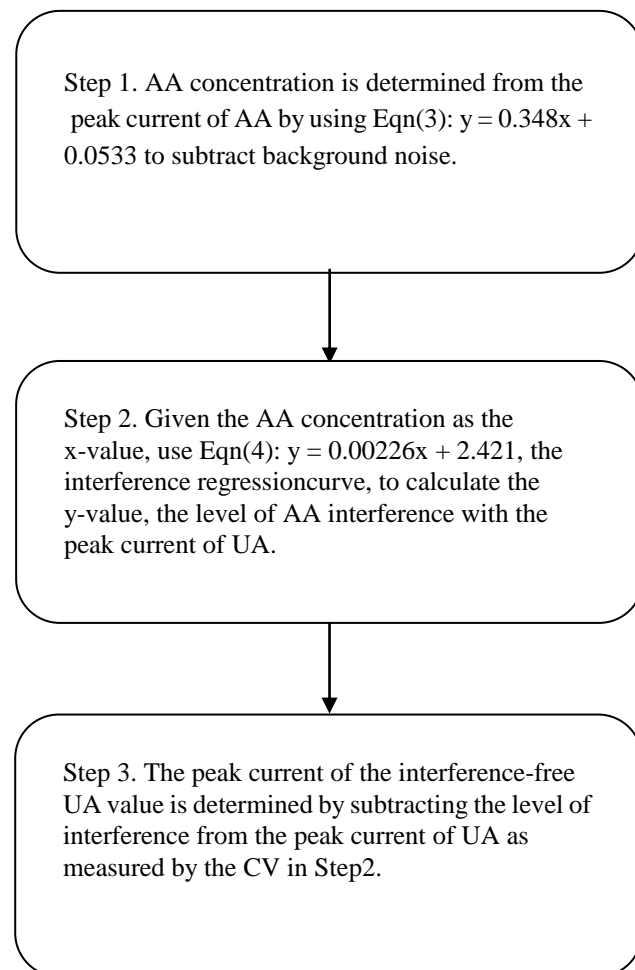 Step 1. AA concentration is determined from the
peak current of AA by using Eqn(3): y = 0.348x +
0.0533 to subtract background noise.
Step 2. Given the AA concentration as the
x-value, use Eqn(4): y = 0.00226x + 2.421, the
interference regressioncurve, to calculate the
y-value, the level of AA interference with the
peak current of UA.
Step 3. The peak current of the interference-free
UA value is determined by subtracting the level of
interference from the peak current of UA as
measured by the CV in Step2.